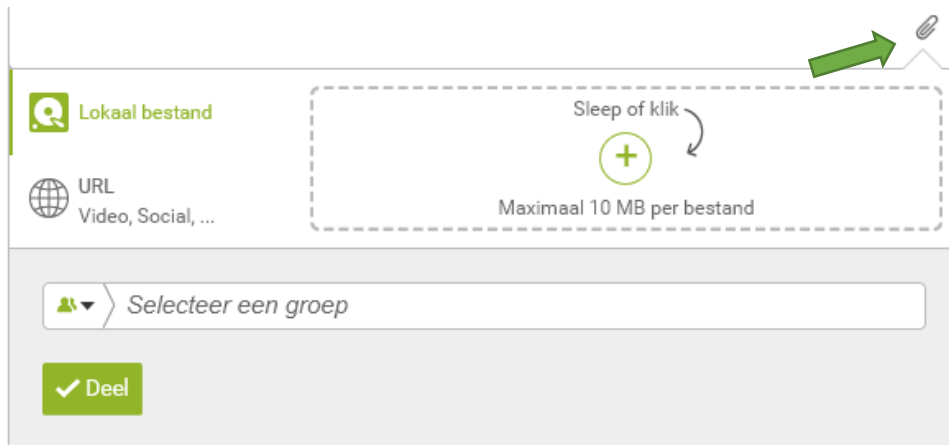 Lokaal bestand
URL
Video, Social, ...
Sleep of klik
Maximaal 10 MB per bestand
Selecteer een groep
Deel